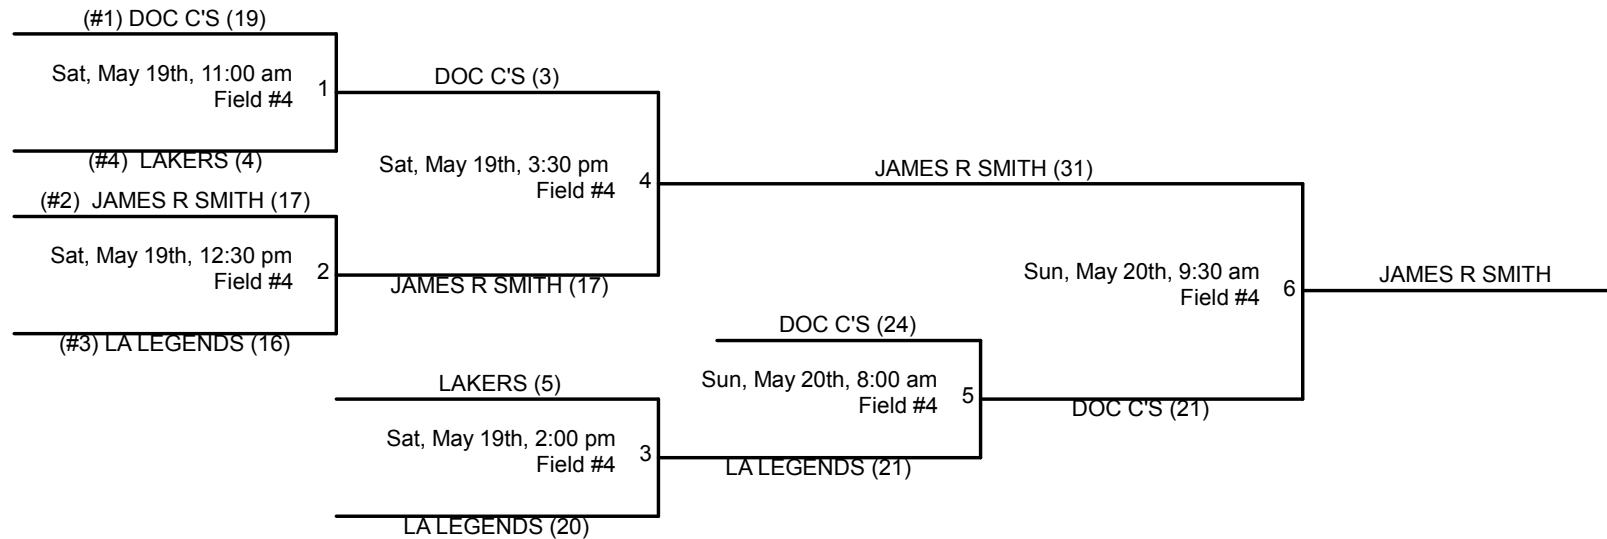 (#1) DOC C'S (19)
Sat, May 19th, 11:00 am
Field #4
1
(#4)  LAKERS (4)
(#2)  JAMES R SMITH (17)
Sat, May 19th, 12:30 pm
Field #4
2
(#3) LA LEGENDS (16)
DOC C'S (3)
Sat, May 19th, 3:30 pm
Field #4
4
JAMES R SMITH (17)
LAKERS (5)
Sat, May 19th, 2:00 pm
Field #4
3
LA LEGENDS (20)
JAMES R SMITH (31)
DOC C'S (24)
Sun, May 20th, 8:00 am
Field #4
5
LA LEGENDS (21)
Sun, May 20th, 9:30 am
Field #4
6
DOC C'S (21)
JAMES R SMITH